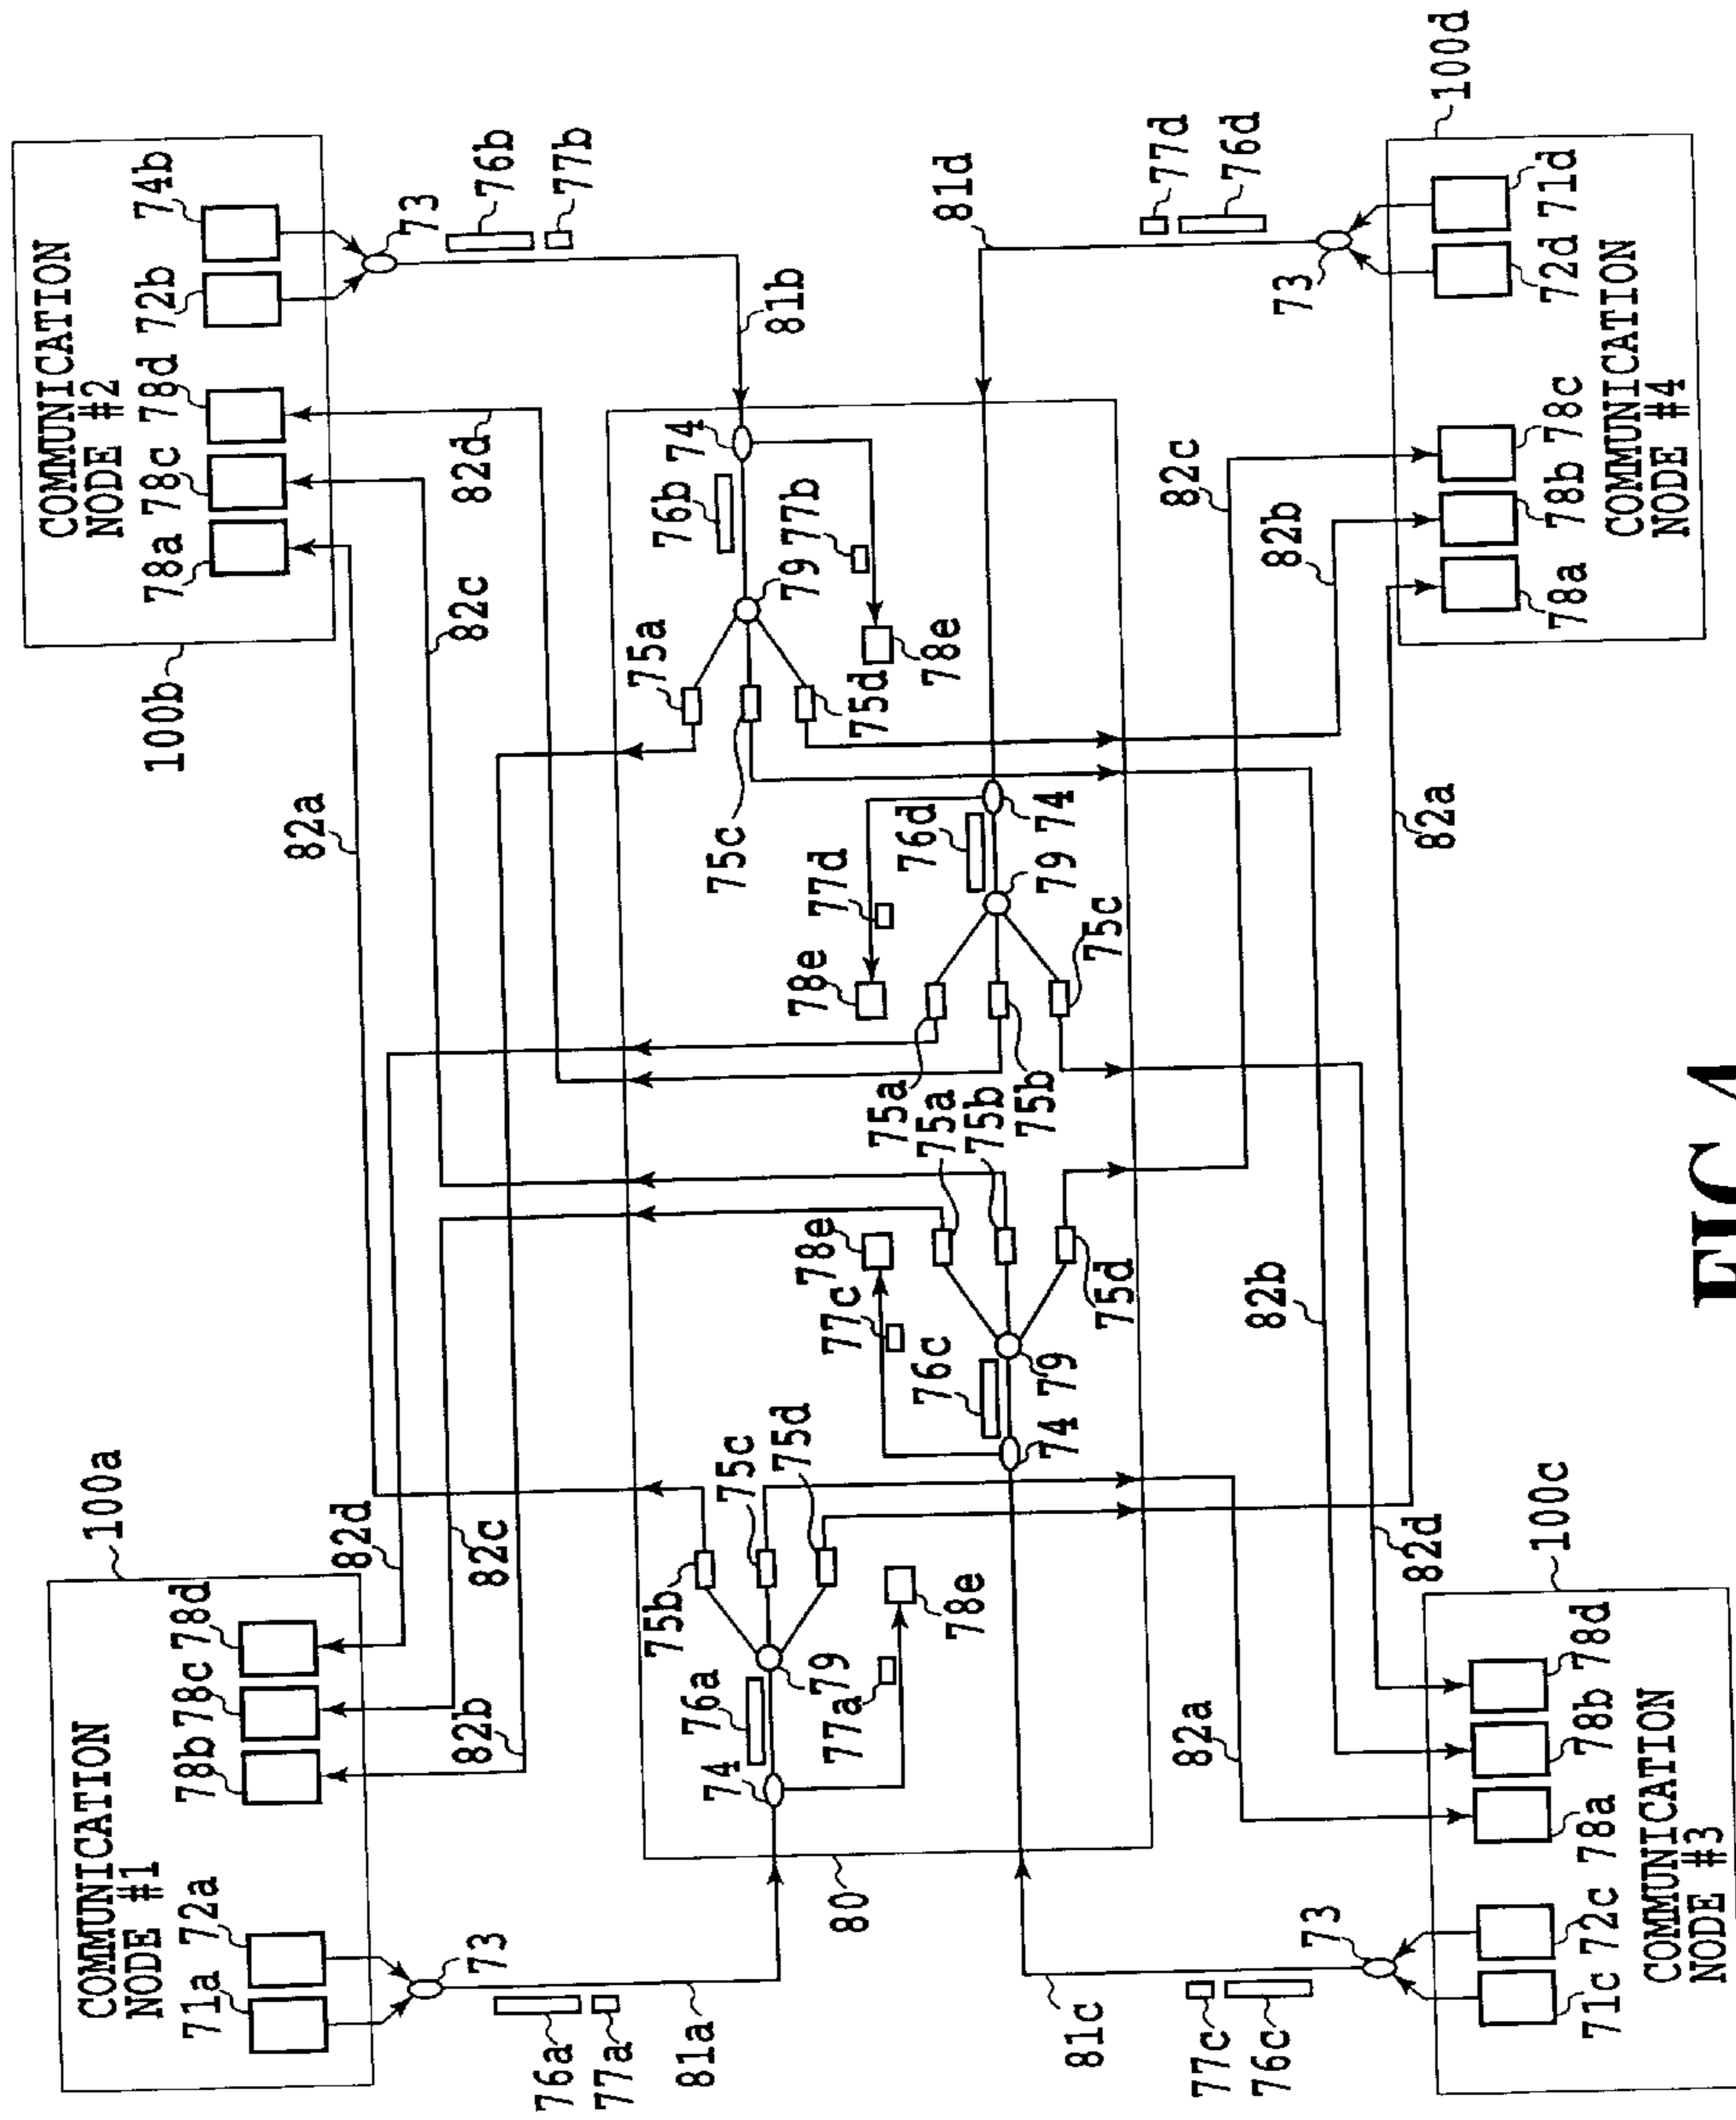 COMMUNICATION
NODE #1
71a
72a
78b
78c
78d
100a
73
76a
77a
81a
82d
82c
82b
82a
COMMUNICATION
NODE #2
78a
78c
78d
72b
74b
100b
73
76b
77b
82c
82d
81b
80
74
76a
79
77a
78e
75b
75c
75d
74
76c
79
77c
78e
75a
75b
75d
75a
75b
75c
78e
77d
76d
79
74
75a
75c
75d
78e
79
77b
76b
74
81c
77c
76c
73
COMMUNICATION
NODE #3
71c
72c
78a
78b
78d
100c
82a
82d
82b
82a
82b
82c
81d
77d
76d
73
COMMUNICATION
NODE #4
78a
78b
78c
72d
71d
100d
FIG.4